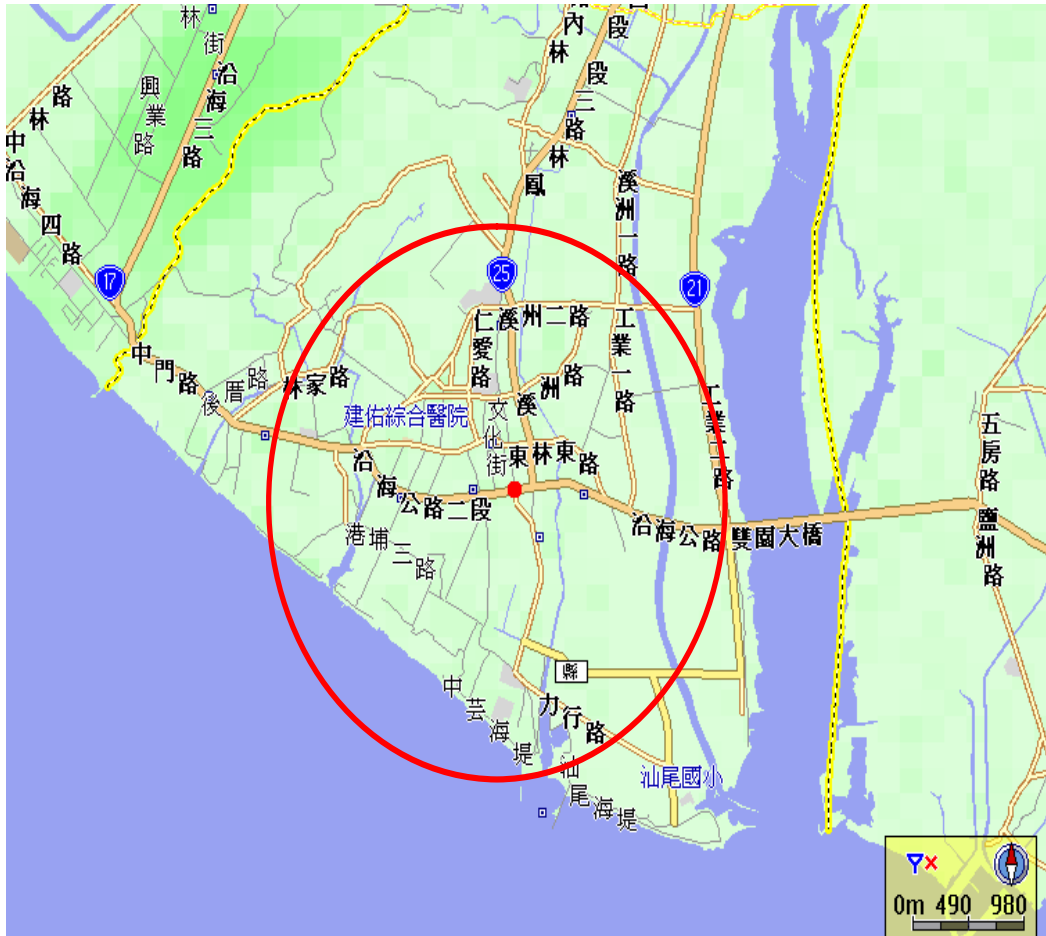 林街
沿海三路
興業路
林路
中沿海四路
內林
四段
鳳林路三段
溪洲一路
17
25
21
中門路
後厝路
林家路
仁愛路
溪州二路
工業一路
溪洲路
文化街
建佑綜合醫院
東林東路
工業二路
五房路
鹽洲路
沿海公路二段
沿海公路
雙園大橋
港埔三路
縣
中芸海堤
力行路
汕尾國小
汕尾海堤
0m 490 980